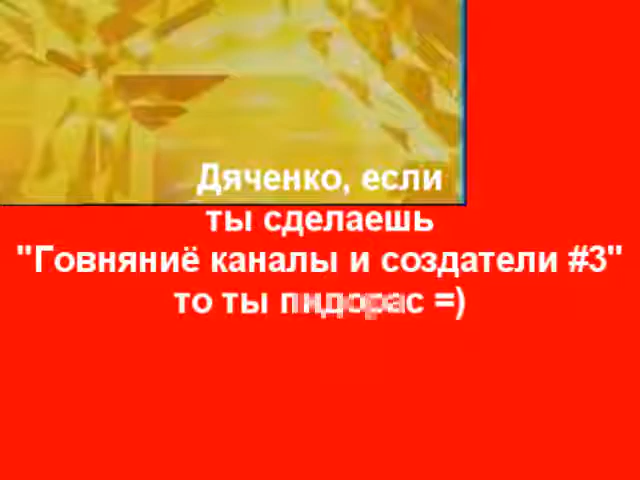 Дяченко, если
ты сделаешь
"Говняниё каналы и создатели #3"
то ты пидорас =)